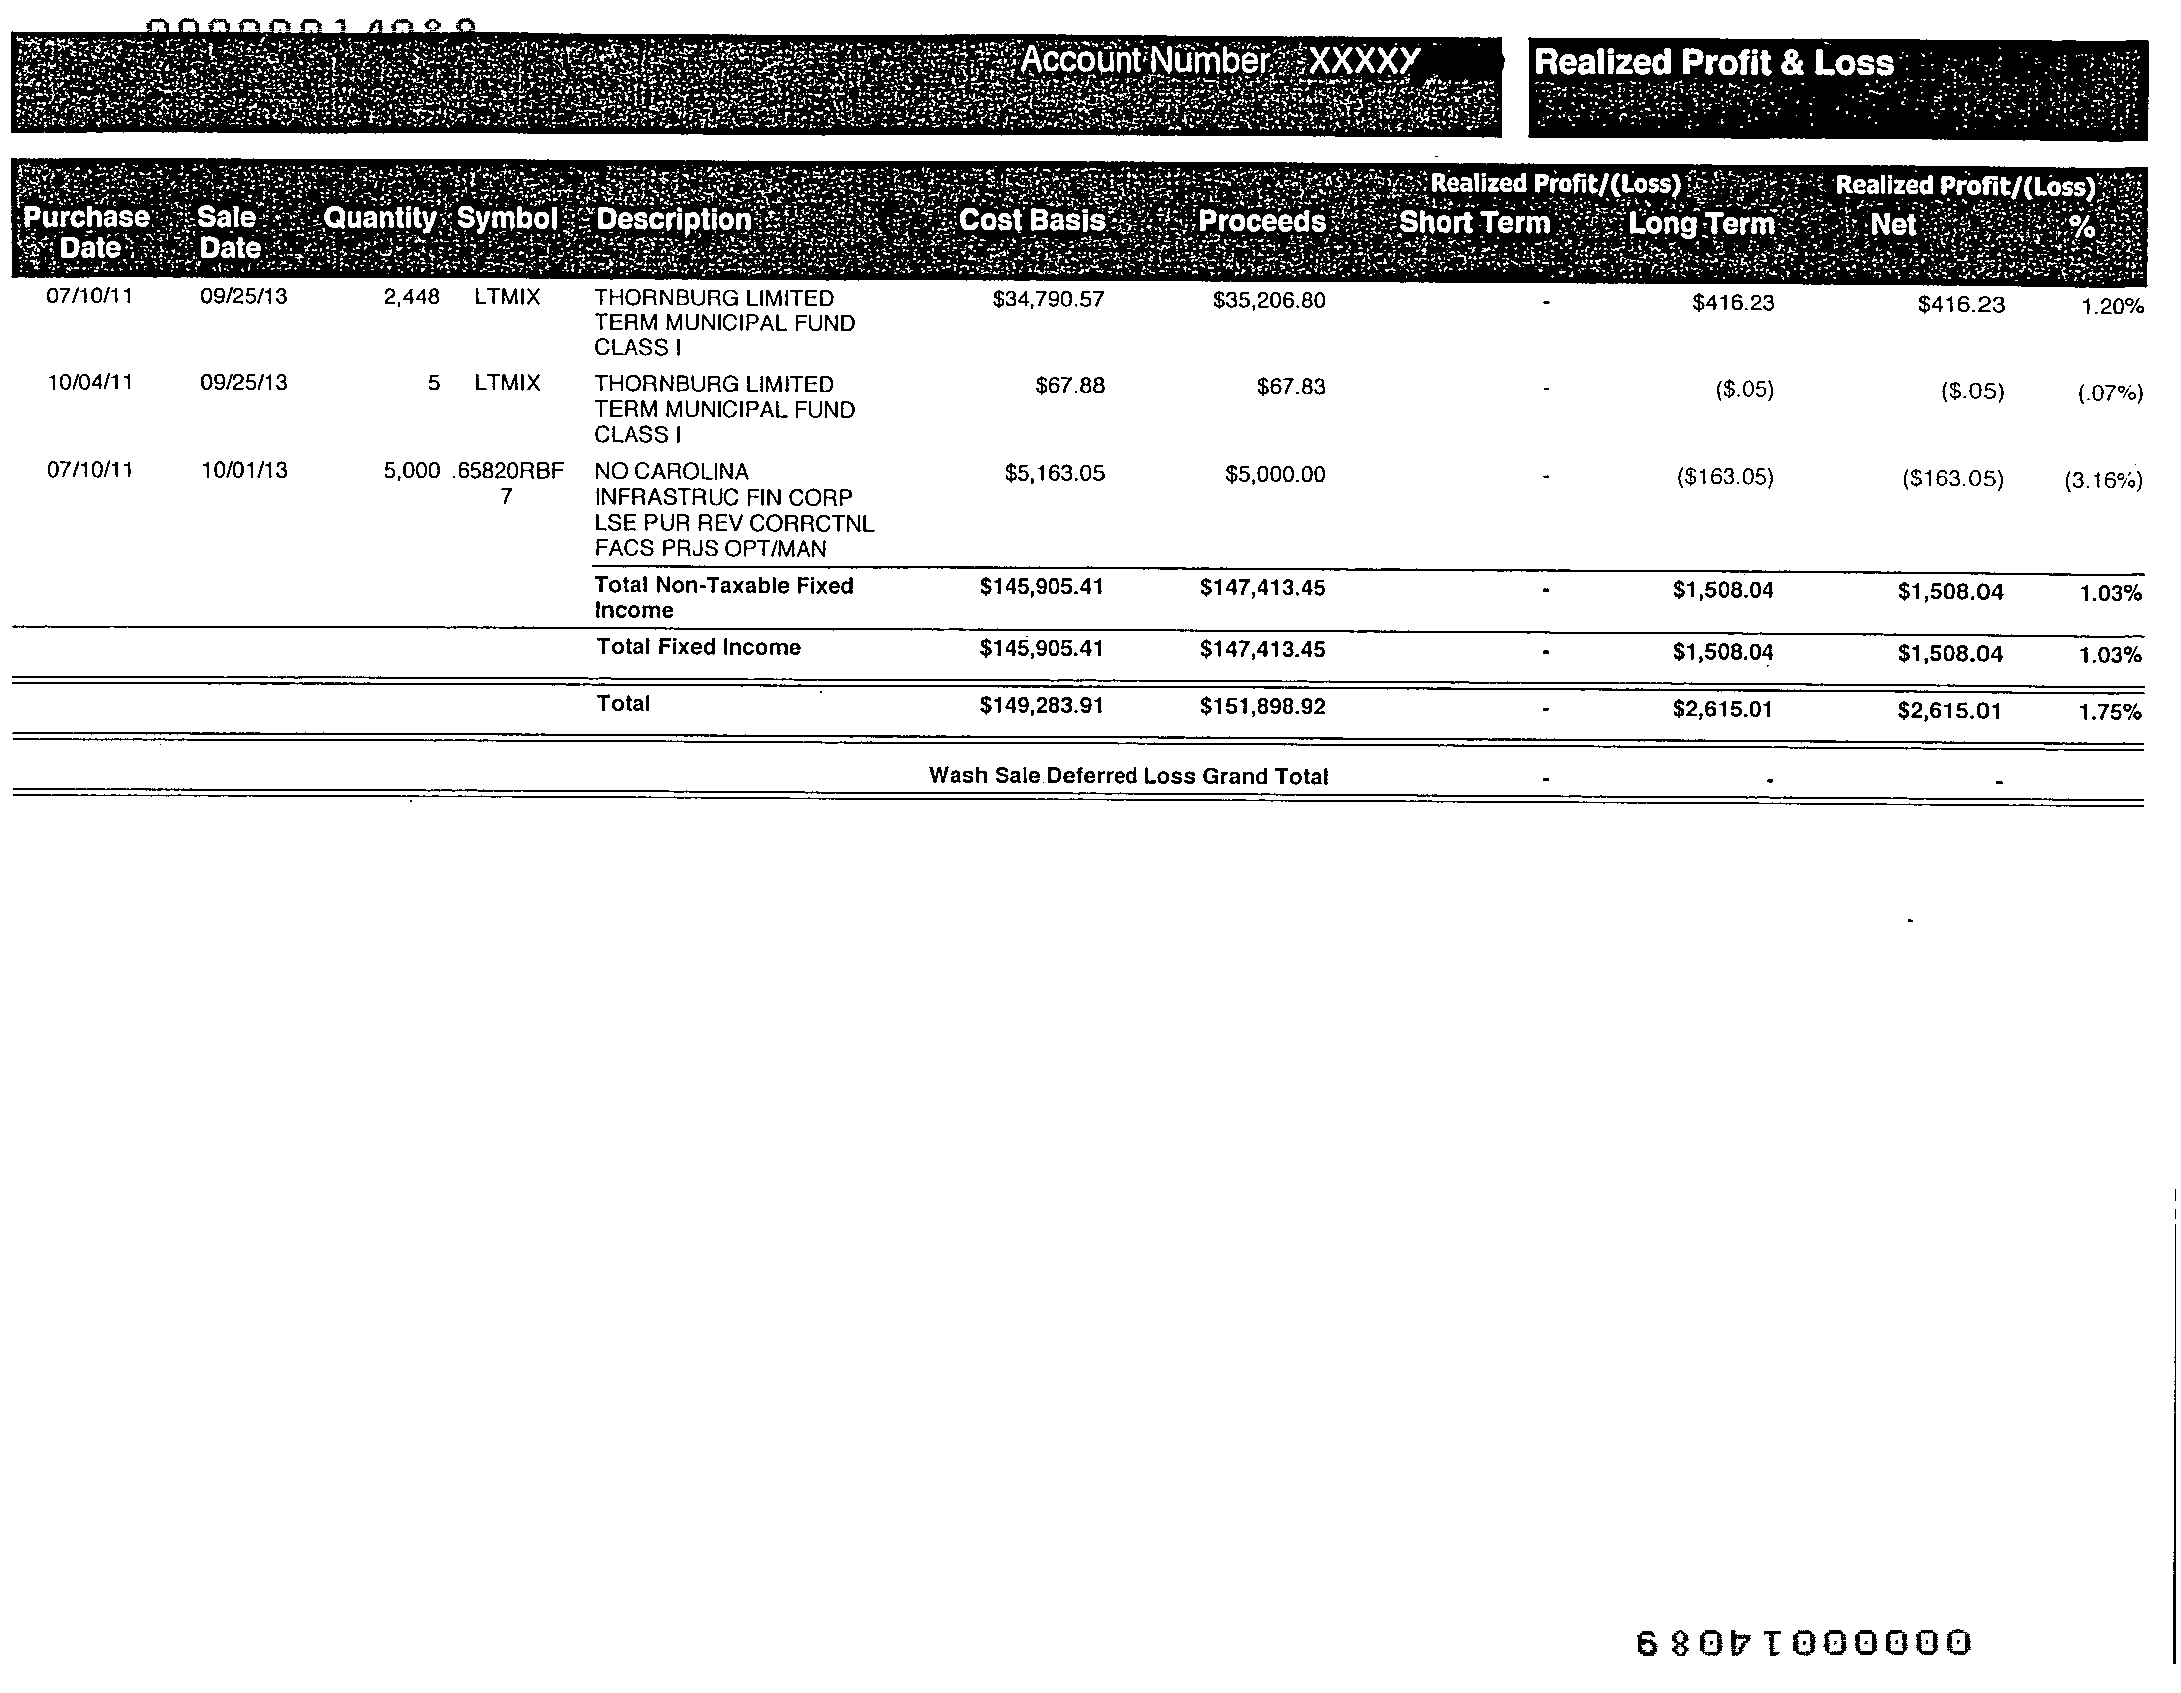 Account Number XXXXY
Realized Profit & Loss
Realized Profit/(Loss) Realized Profit/(Loss)
Purchase Date Sale Date Quantity Symbol Description Cost Basis Proceeds Short Term Long Term Net %
07/10/11 09/25/13 2,448 LTMIX THORNBURG LIMITED $34,790.57 $35,206.80 - $416.23 $416.23 1.20%
TERM MUNICIPAL FUND
CLASS I
10/04/11 09/25/13 5 LTMIX THORNBURG LIMITED $67.88 $67.83 - ($.05) ($.05) (.07%)
TERM MUNICIPAL FUND
CLASS I
07/10/11 10/01/13 5,000 .65820RBF NO CAROLINA $5,163.05 $5,000.00 - ($163.05) ($163.05) (3.16%)
7 INFRASTRUC FIN CORP
LSE PUR REV CORRCTNL
FACS PRJS OPT/MAN
Total Non-Taxable Fixed $145,905.41 $147,413.45 - $1,508.04 $1,508.04 1.03%
Income
Total Fixed Income $145,905.41 $147,413.45 - $1,508.04 $1,508.04 1.03%
Total $149,283.91 $151,898.92 - $2,615.01 $2,615.01 1.75%
Wash Sale Deferred Loss Grand Total - - -
00000014089